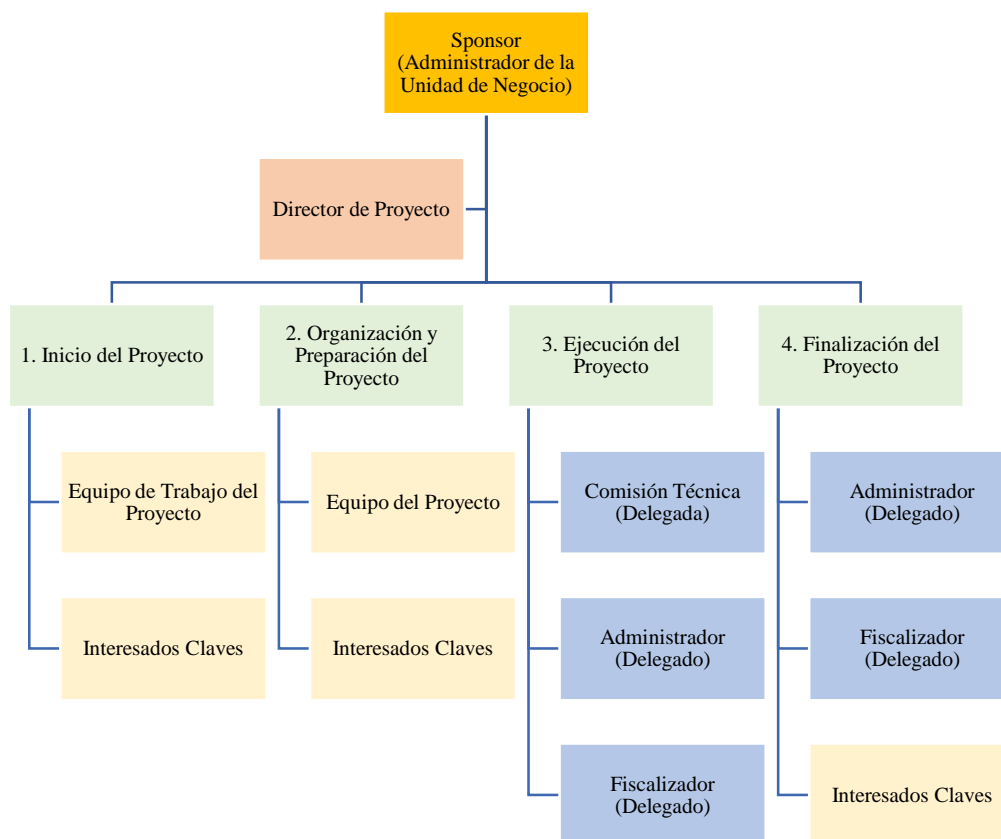 Sponsor
(Administrador de la
Unidad de Negocio)
Director de Proyecto
1. Inicio del Proyecto
2. Organización y
Preparación del
Proyecto
3. Ejecución del
Proyecto
4. Finalización del
Proyecto
Equipo de Trabajo del
Proyecto
Interesados Claves
Equipo del Proyecto
Interesados Claves
Comisión Técnica
(Delegada)
Administrador
(Delegado)
Fiscalizador
(Delegado)
Administrador
(Delegado)
Fiscalizador
(Delegado)
Interesados Claves